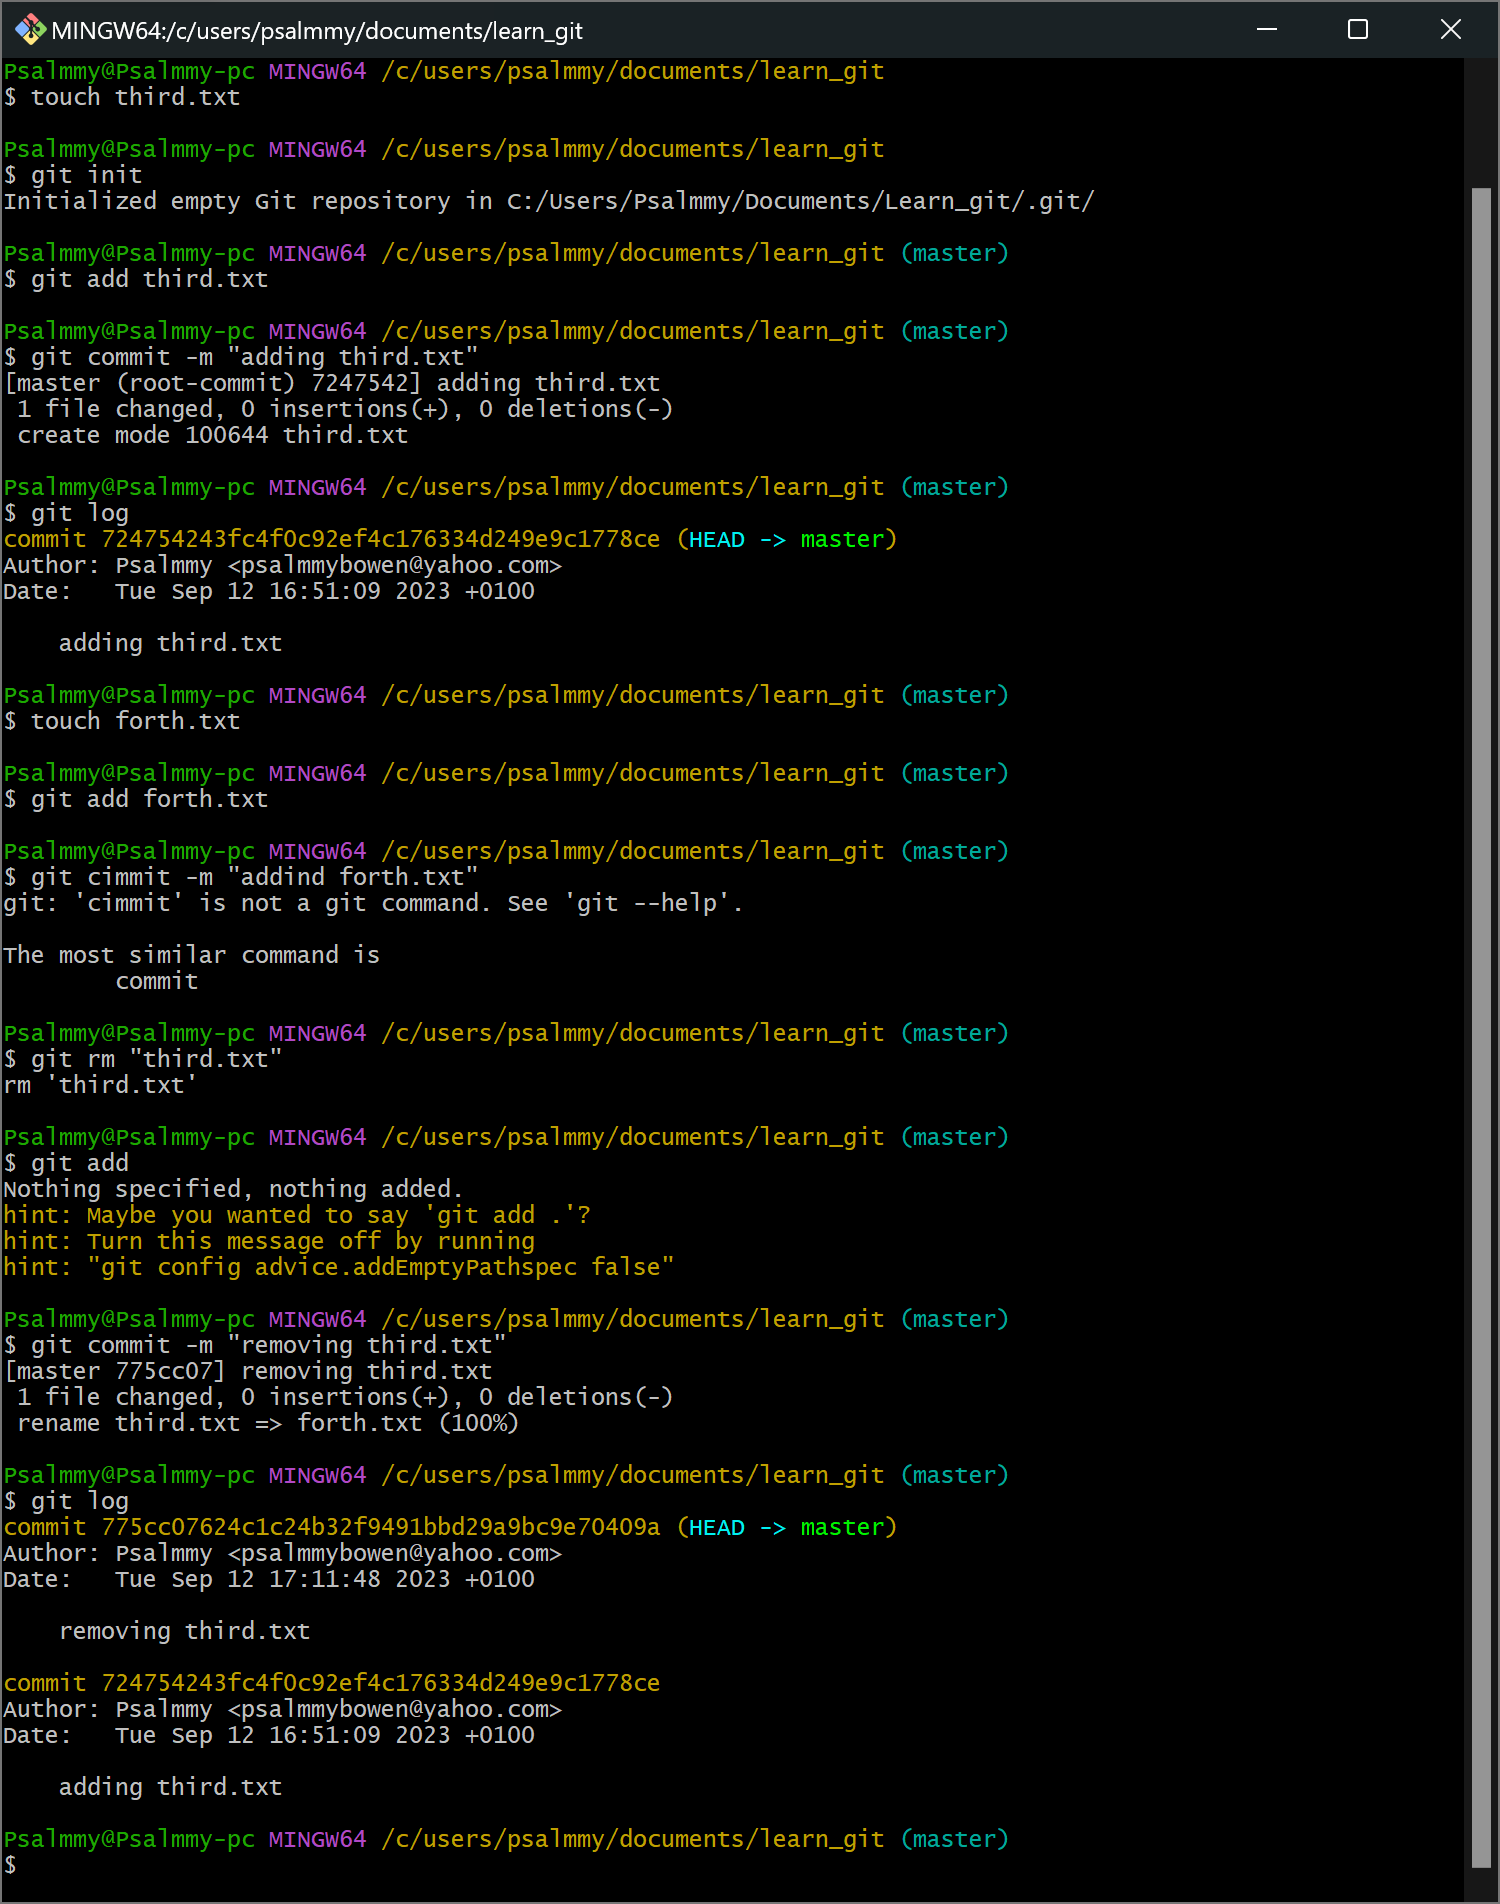 MINGW64:/c/users/psalmmy/documents/learn_git
Psalmmy@Psalmmy-pc MINGW64 /c/users/psalmmy/documents/learn_git
$ touch third.txt
Psalmmy@Psalmmy-pc MINGW64 /c/users/psalmmy/documents/learn_git
$ git init
Initialized empty Git repository in C:/Users/Psalmmy/Documents/Learn_git/.git/
Psalmmy@Psalmmy-pc MINGW64 /c/users/psalmmy/documents/learn_git (master)
$ git add third.txt
Psalmmy@Psalmmy-pc MINGW64 /c/users/psalmmy/documents/learn_git (master)
$ git commit -m "adding third.txt"
[master (root-commit) 7247542] adding third.txt
 1 file changed, 0 insertions(+), 0 deletions(-)
 create mode 100644 third.txt
Psalmmy@Psalmmy-pc MINGW64 /c/users/psalmmy/documents/learn_git (master)
$ git log
commit 724754243fc4f0c92ef4c176334d249e9c1778ce (HEAD -> master)
Author: Psalmmy <psalmmybowen@yahoo.com>
Date:   Tue Sep 12 16:51:09 2023 +0100
    adding third.txt
Psalmmy@Psalmmy-pc MINGW64 /c/users/psalmmy/documents/learn_git (master)
$ touch forth.txt
Psalmmy@Psalmmy-pc MINGW64 /c/users/psalmmy/documents/learn_git (master)
$ git add forth.txt
Psalmmy@Psalmmy-pc MINGW64 /c/users/psalmmy/documents/learn_git (master)
$ git cimmit -m "addind forth.txt"
git: 'cimmit' is not a git command. See 'git --help'.
The most similar command is
        commit
Psalmmy@Psalmmy-pc MINGW64 /c/users/psalmmy/documents/learn_git (master)
$ git rm "third.txt"
rm 'third.txt'
Psalmmy@Psalmmy-pc MINGW64 /c/users/psalmmy/documents/learn_git (master)
$ git add
Nothing specified, nothing added.
hint: Maybe you wanted to say 'git add .'?
hint: Turn this message off by running
hint: "git config advice.addEmptyPathspec false"
Psalmmy@Psalmmy-pc MINGW64 /c/users/psalmmy/documents/learn_git (master)
$ git commit -m "removing third.txt"
[master 775cc07] removing third.txt
 1 file changed, 0 insertions(+), 0 deletions(-)
 rename third.txt => forth.txt (100%)
Psalmmy@Psalmmy-pc MINGW64 /c/users/psalmmy/documents/learn_git (master)
$ git log
commit 775cc07624c1c24b32f9491bbd29a9bc9e70409a (HEAD -> master)
Author: Psalmmy <psalmmybowen@yahoo.com>
Date:   Tue Sep 12 17:11:48 2023 +0100
    removing third.txt
commit 724754243fc4f0c92ef4c176334d249e9c1778ce
Author: Psalmmy <psalmmybowen@yahoo.com>
Date:   Tue Sep 12 16:51:09 2023 +0100
    adding third.txt
Psalmmy@Psalmmy-pc MINGW64 /c/users/psalmmy/documents/learn_git (master)
$